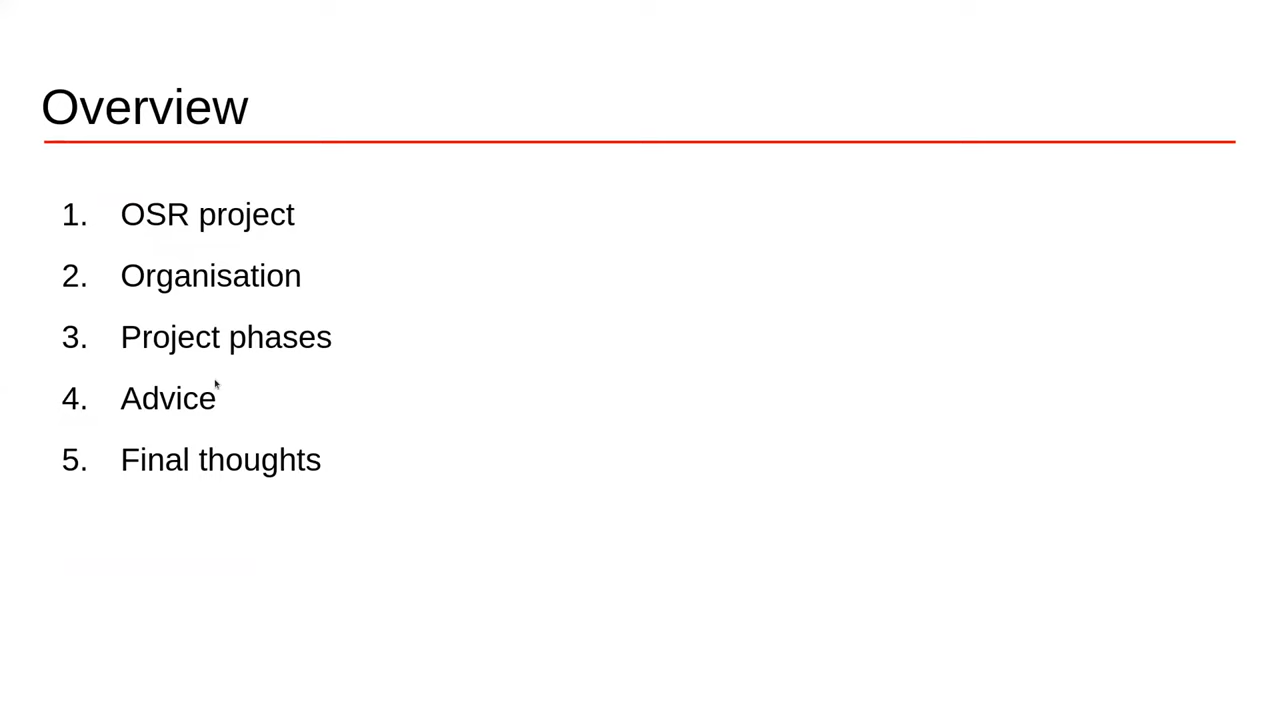 Overview
1. OSR project
2. Organisation
3. Project phases
4. Advice
5. Final thoughts